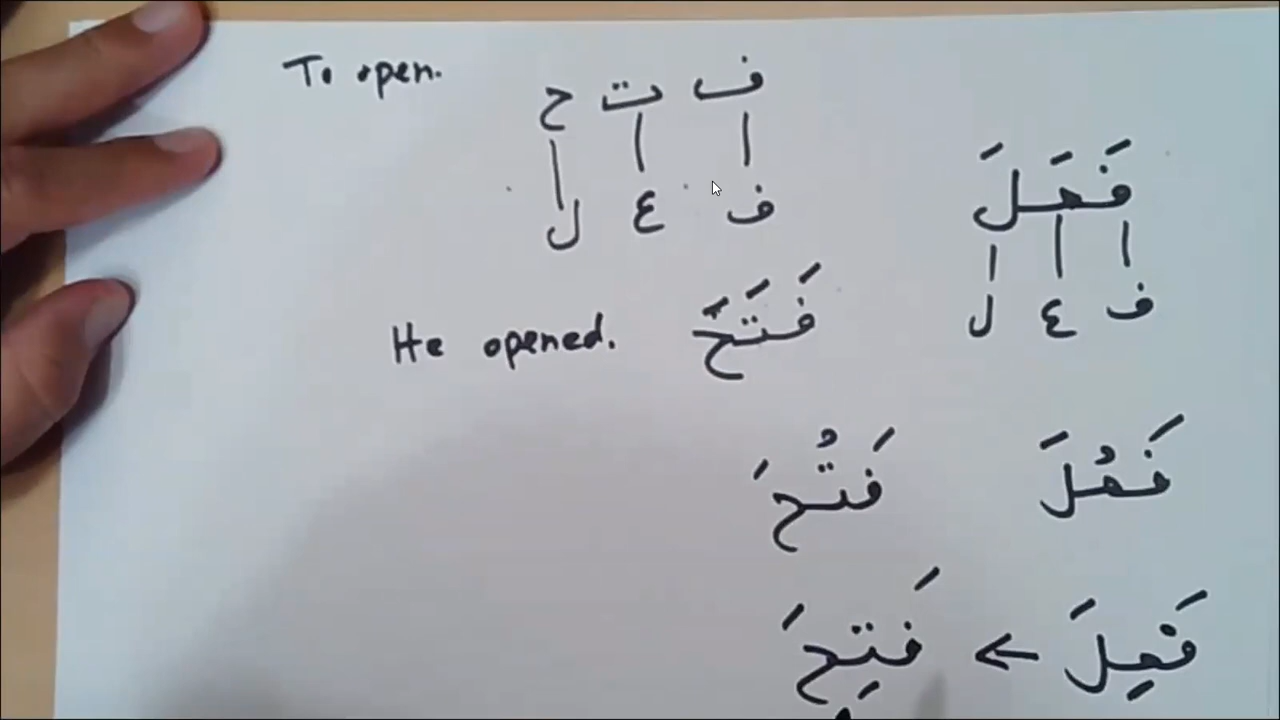 To open.
ف ت ح
ف ع ل
فَعَلَ
ف ع ل
He opened.
فَتَحَ
فَعُلَ
فَتُحَ
فَعِلَ ← فَتِحَ